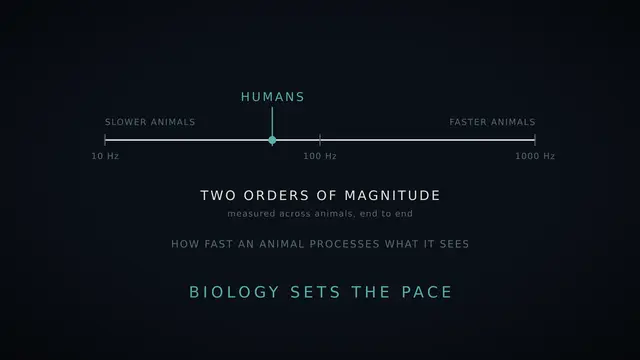 HUMANS
SLOWER ANIMALS
FASTER ANIMALS
10 Hz
100 Hz
1000 Hz
TWO ORDERS OF MAGNITUDE
measured across animals, end to end
HOW FAST AN ANIMAL PROCESSES WHAT IT SEES
BIOLOGY SETS THE PACE